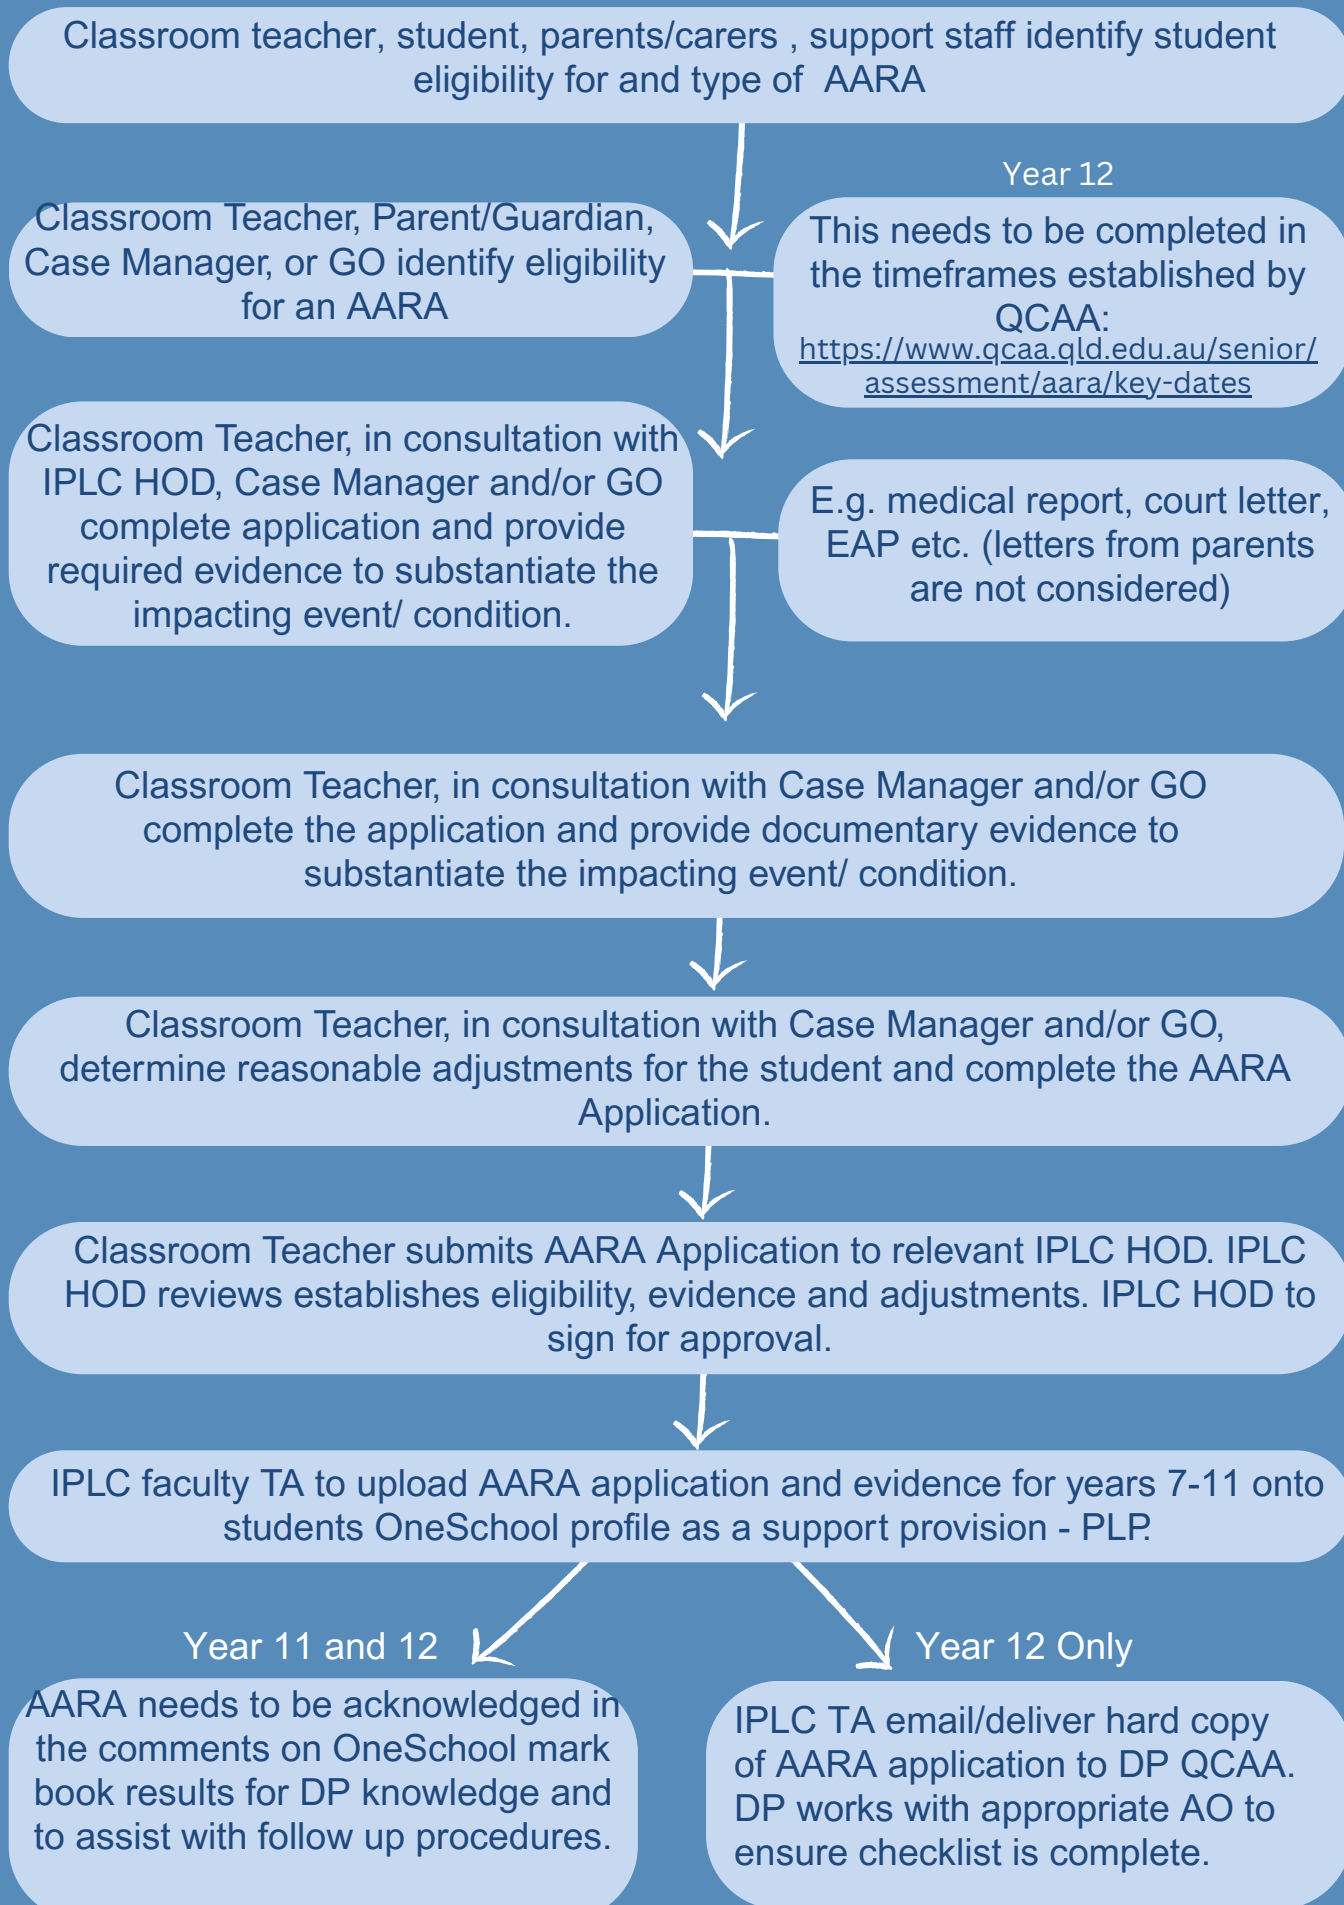 Classroom teacher, student, parents/carers , support staff identify student
eligibility for and type of AARA
Year 12
Classroom Teacher, Parent/Guardian,
Case Manager, or GO identify eligibility
for an AARA
This needs to be completed in
the timeframes established by
QCAA:
https://www.qcaa.qld.edu.au/senior/
assessment/aara/key-dates
Classroom Teacher, in consultation with
IPLC HOD, Case Manager and/or GO
complete application and provide
required evidence to substantiate the
impacting event/ condition.
E.g. medical report, court letter,
EAP etc. (letters from parents
are not considered)
Classroom Teacher, in consultation with Case Manager and/or GO
complete the application and provide documentary evidence to
substantiate the impacting event/ condition.
Classroom Teacher, in consultation with Case Manager and/or GO,
determine reasonable adjustments for the student and complete the AARA
Application.
Classroom Teacher submits AARA Application to relevant IPLC HOD. IPLC
HOD reviews establishes eligibility, evidence and adjustments. IPLC HOD to
sign for approval.
IPLC faculty TA to upload AARA application and evidence for years 7-11 onto
students OneSchool profile as a support provision - PLP.
Year 11 and 12
AARA needs to be acknowledged in
the comments on OneSchool mark
book results for DP knowledge and
to assist with follow up procedures.
Year 12 Only
IPLC TA email/deliver hard copy
of AARA application to DP QCAA.
DP works with appropriate AO to
ensure checklist is complete.